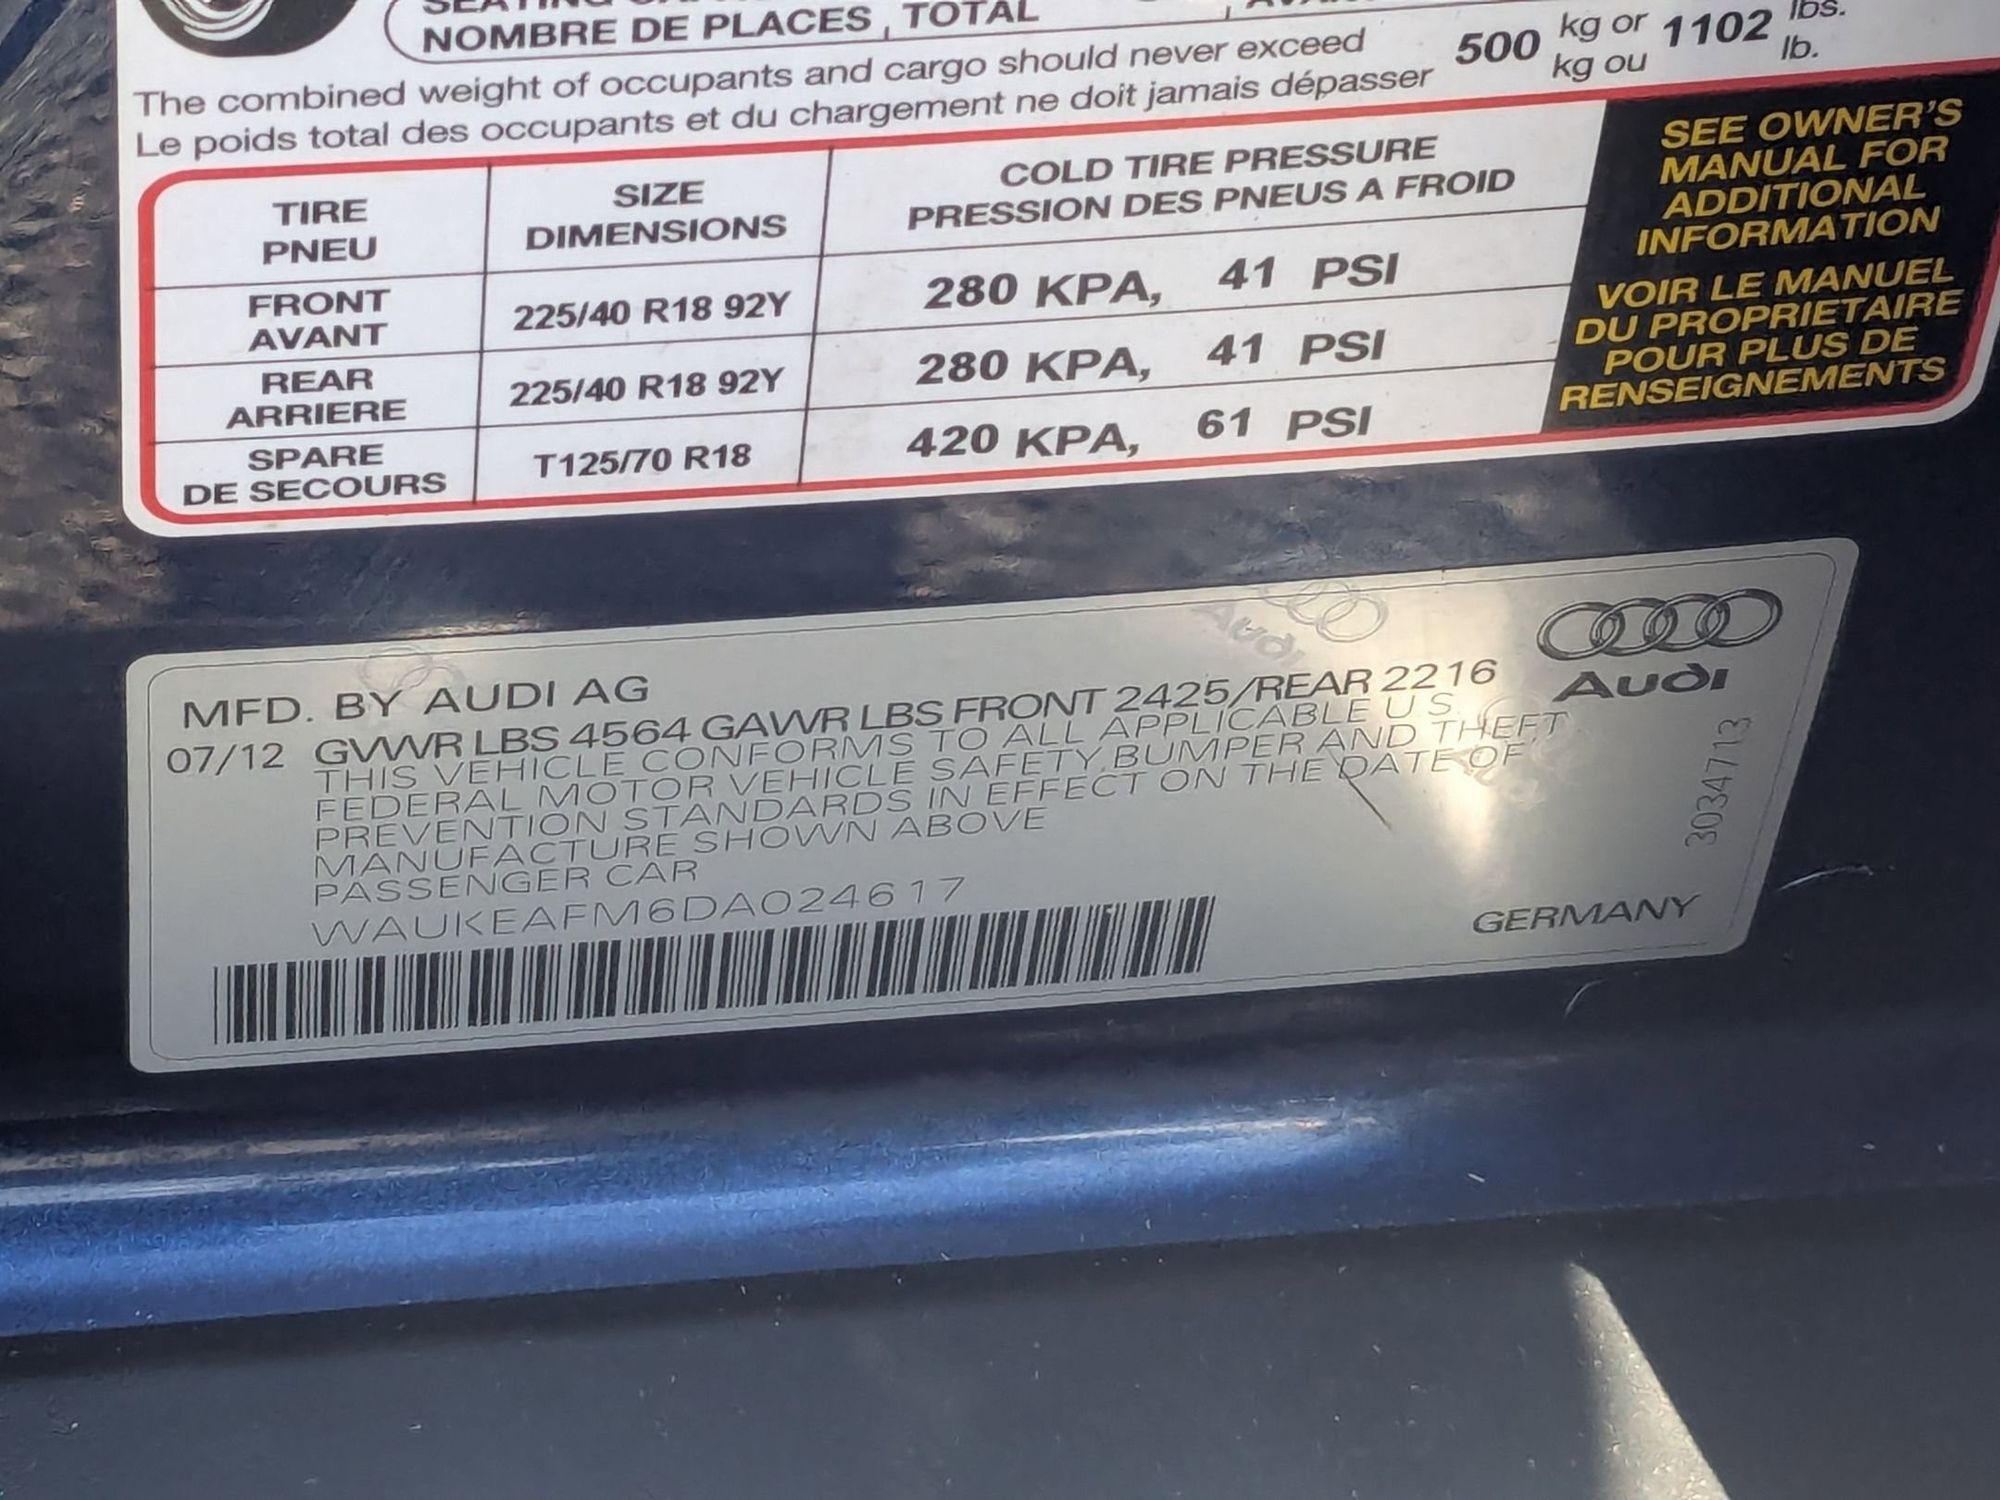 NOMBRE DE PLACES, TOTAL
The combined weight of occupants and cargo should never exceed 500 kg or 1102 lbs.
Le poids total des occupants et du chargement ne doit jamais dépasser kg ou lb.
TIRE SIZE COLD TIRE PRESSURE
PNEU DIMENSIONS PRESSION DES PNEUS A FROID
FRONT
AVANT 225/40 R18 92Y 280 KPA, 41 PSI
REAR
ARRIERE 225/40 R18 92Y 280 KPA, 41 PSI
SPARE
DE SECOURS T125/70 R18 420 KPA, 61 PSI
SEE OWNER'S
MANUAL FOR
ADDITIONAL
INFORMATION
VOIR LE MANUEL
DU PROPRIETAIRE
POUR PLUS DE
RENSEIGNEMENTS
MFD. BY AUDI AG
07/12 GVWR LBS 4564 GAWR LBS FRONT 2425/REAR 2216
THIS VEHICLE CONFORMS TO ALL APPLICABLE U.S.
FEDERAL MOTOR VEHICLE SAFETY, BUMPER AND THEFT
PREVENTION STANDARDS IN EFFECT ON THE DATE OF
MANUFACTURE SHOWN ABOVE
PASSENGER CAR
WAUKEAFM6DA024617
Audi
Audi
3034713
GERMANY